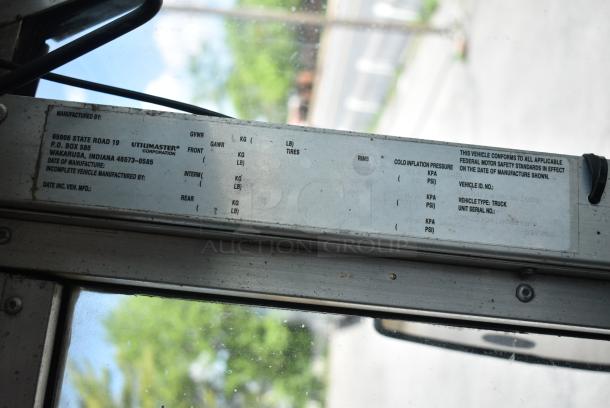 MANUFACTURED BY:
65906 STATE ROAD 19
P.O. BOX 585
WAKARUSA, INDIANA 46573-0585
UTILIMASTER®
CORPORATION
DATE OF MANUFACTURE:
INCOMPLETE VEHICLE MANUFACTURED BY:
DATE INC. VEH. MFG.:
GVWR KG ( LB)
GAWR TIRES RIMS COLD INFLATION PRESSURE
FRONT KG KPA
( LB) ( PSI)
INTERM KG KPA
( LB) ( PSI)
REAR KG KPA
( LB) ( PSI)
THIS VEHICLE CONFORMS TO ALL APPLICABLE
FEDERAL MOTOR SAFETY STANDARDS IN EFFECT
ON THE DATE OF MANUFACTURE SHOWN.
VEHICLE ID. NO.:
VEHICLE TYPE: TRUCK
UNIT SERIAL NO.:
PCI
AUCTION GROUP